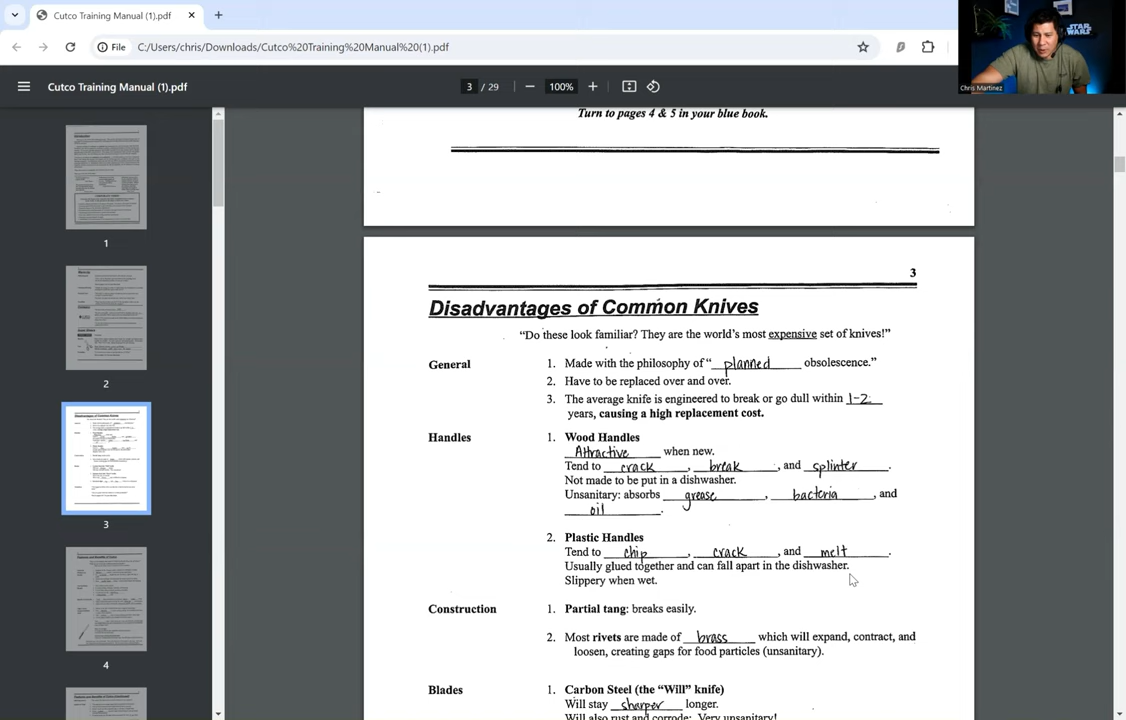 Cutco Training Manual (1).pdf
File
C:/Users/chris/Downloads/Cutco%20Training%20Manual%20(1).pdf
STAR WARS
Chris Martinez
Cutco Training Manual (1).pdf
3 / 29
100%
1
2
3
4
Turn to pages 4 & 5 in your blue book.
3
Disadvantages of Common Knives
"Do these look familiar? They are the world's most expensive set of knives!"
General
1. Made with the philosophy of "planned obsolescence."
2. Have to be replaced over and over.
3. The average knife is engineered to break or go dull within 1-2
years, causing a high replacement cost.
Handles
1. Wood Handles
Attractive when new.
Tend to crack, break, and splinter.
Not made to be put in a dishwasher.
Unsanitary: absorbs grease, bacteria, and
oil.
2. Plastic Handles
Tend to chip, crack, and melt.
Usually glued together and can fall apart in the dishwasher.
Slippery when wet.
Construction
1. Partial tang: breaks easily.
2. Most rivets are made of brass which will expand, contract, and
loosen, creating gaps for food particles (unsanitary).
Blades
1. Carbon Steel (the "Will" knife)
Will stay sharper longer.
Will also rust and corrode: Very unsanitary!